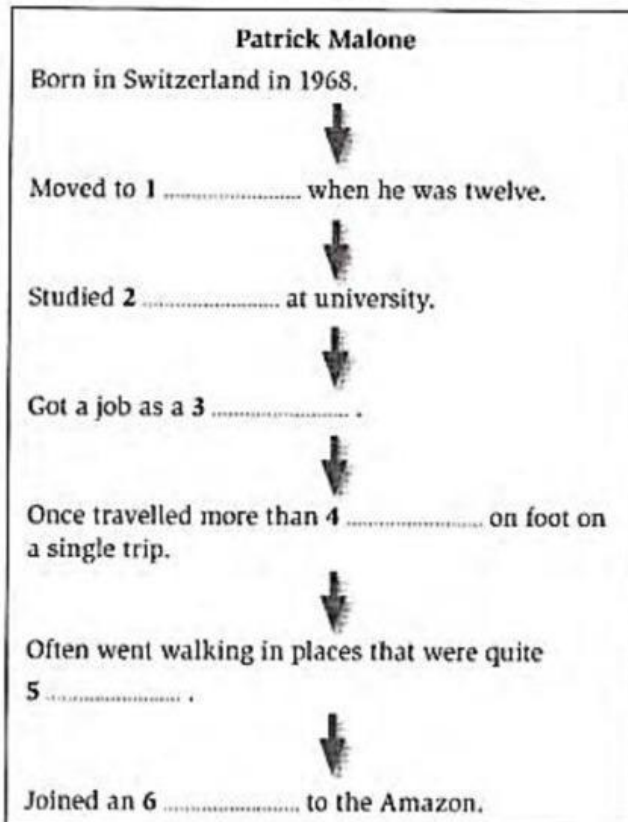 Patrick Malone
Born in Switzerland in 1968.
Moved to 1 .................... when he was twelve.
Studied 2 .................... at university.
Got a job as a 3 .................... .
Once travelled more than 4 .................... on foot on
a single trip.
Often went walking in places that were quite
5 .................... .
Joined an 6 .................... to the Amazon.